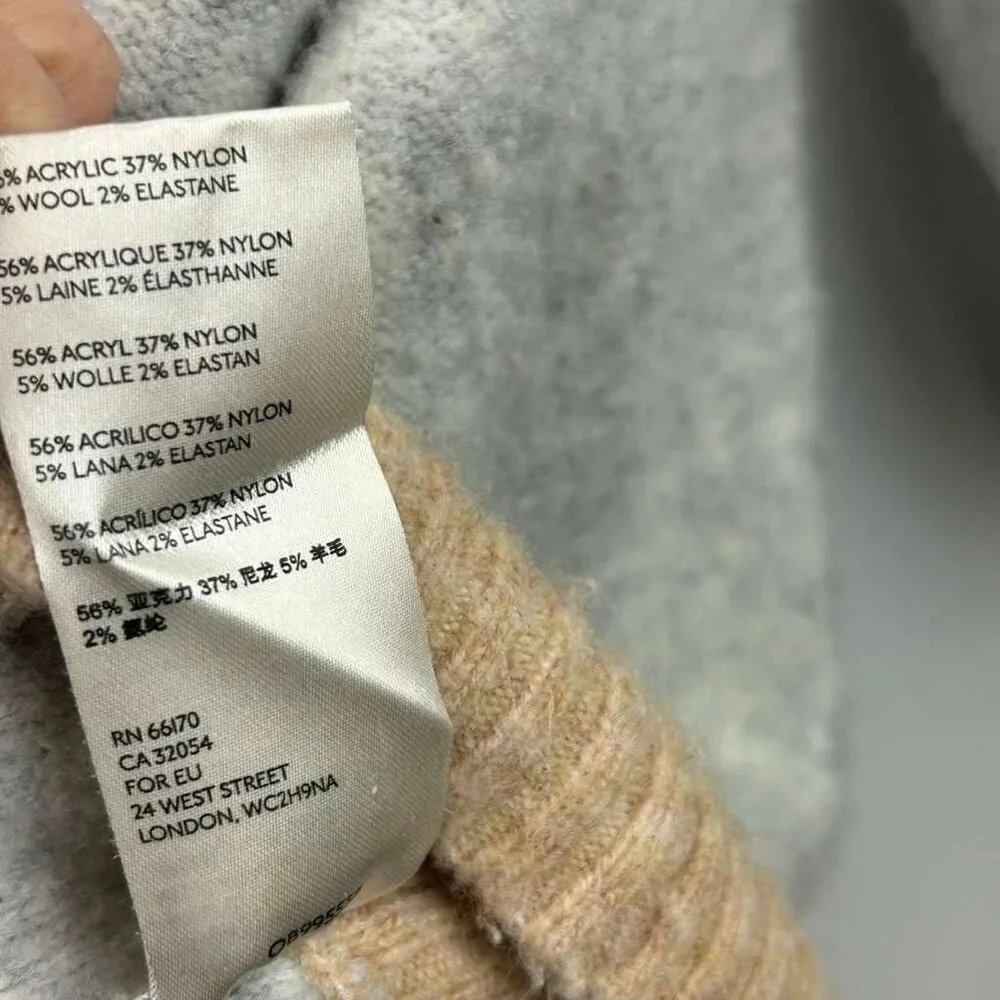 6% ACRYLIC 37% NYLON
% WOOL 2% ELASTANE
56% ACRYLIQUE 37% NYLON
5% LAINE 2% ÉLASTHANNE
56% ACRYL 37% NYLON
5% WOLLE 2% ELASTAN
56% ACRILICO 37% NYLON
5% LANA 2% ELASTAN
56% ACRÍLICO 37% NYLON
5% LANA 2% ELASTANE
56% 亚克力 37% 尼龙 5% 羊毛
2% 氨纶
RN 66170
CA 32054
FOR EU
24 WEST STREET
LONDON, WC2H9NA